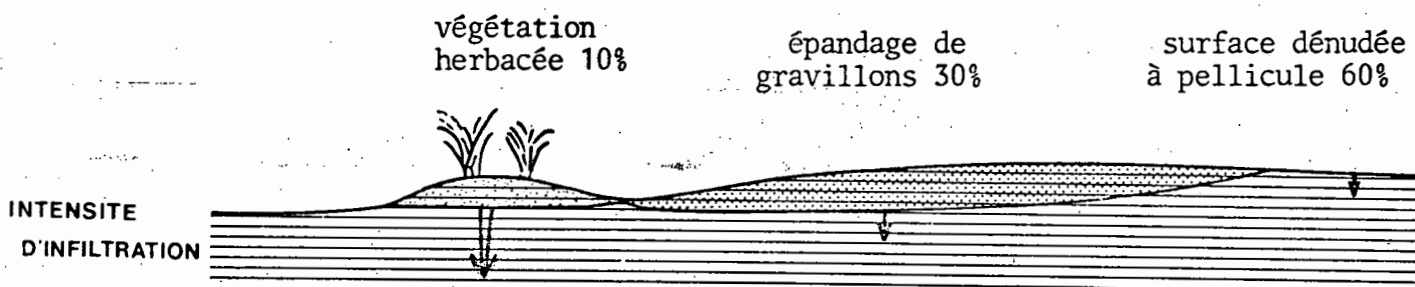 végétation
herbacée 10%
épandage de
gravillons 30%
surface dénudée
à pellicule 60%
INTENSITE
D'INFILTRATION